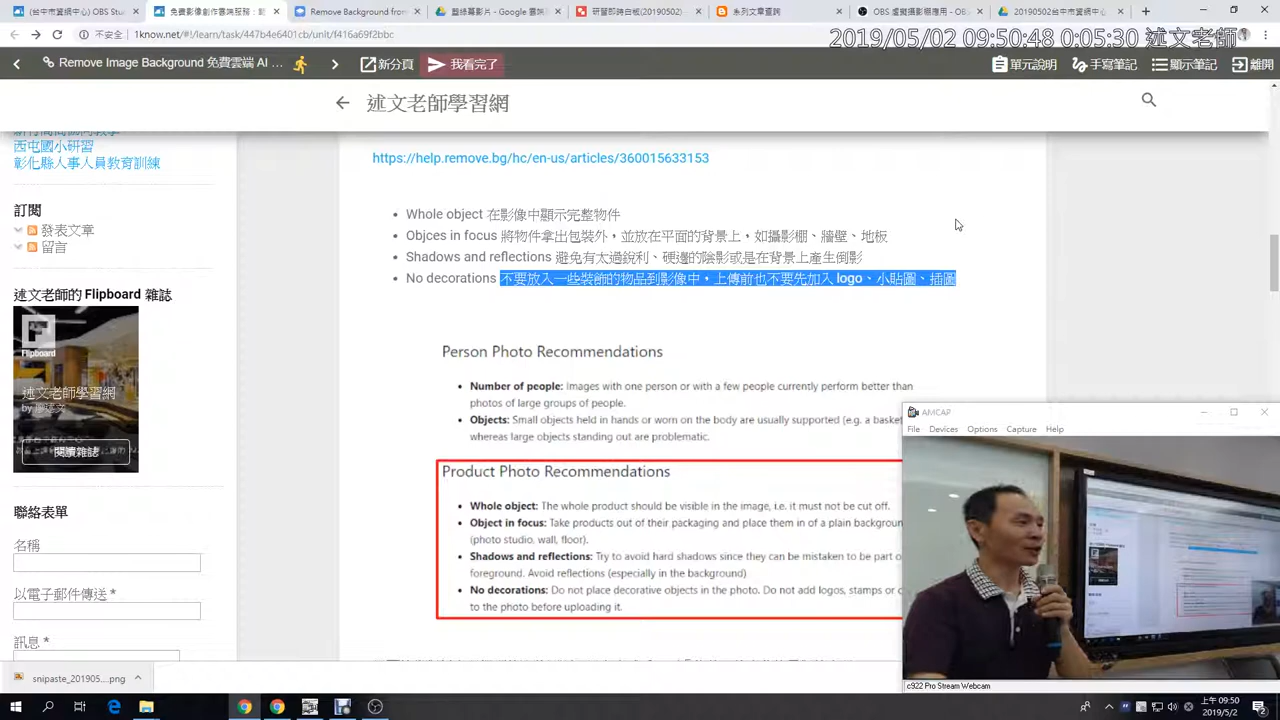 (台中市資網中心) OBS Stu
免費影像創作雲端服務：
Remove Background from
藍綠幕影片 - Google 雲端
研習即時白板(20190502)
系列文章查詢
OBS 虛擬攝影棚應用 - OB
20190502台中市資網中心
不安全
1know.net/#!/learn/task/447b4e6401cb/unit/f416a69f2bbc
2019/05/02 09:50:48 0:05:30 述文老師
Remove Image Background 免費雲端 AI ...
新分頁
我看完了
單元說明
手寫筆記
顯示筆記
離開
述文老師學習網
西屯國小研習
彰化縣人事人員教育訓練
訂閱
發表文章
留言
述文老師的 Flipboard 雜誌
Flipboard
述文老師學習網
閱讀雜誌
聯絡表單
名稱
以電子郵件傳送 *
訊息 *
https://help.remove.bg/hc/en-us/articles/360015633153
• Whole object 在影像中顯示完整物件
• Objces in focus 將物件拿出包裝外，並放在平面的背景上，如攝影棚、牆壁、地板
• Shadows and reflections 避免有太過銳利、硬邊的陰影或是在背景上產生倒影
• No decorations 不要放入一些裝飾的物品到影像中，上傳前也不要先加入 logo、小貼圖、插圖
Person Photo Recommendations
• Number of people: Images with one person or with a few people currently perform better than
photos of large groups of people.
• Objects: Small objects held in hands or worn on the body are usually supported (e.g. a baske
whereas large objects standing out are problematic.
Product Photo Recommendations
• Whole object: The whole product should be visible in the image, i.e. it must not be cut off.
• Object in focus: Take products out of their packaging and place them in of a plain backgroun
(photo studio, wall, floor).
• Shadows and reflections: Try to avoid hard shadows since they can be mistaken to be part o
foreground. Avoid reflections (especially in the background)
• No decorations: Do not place decorative objects in the photo. Do not add logos, stamps or
to the photo before uploading it.
AMCAP
File Devices Options Capture Help
c922 Pro Stream Webcam
snipaste_201905....png
上午 09:50
2019/5/2